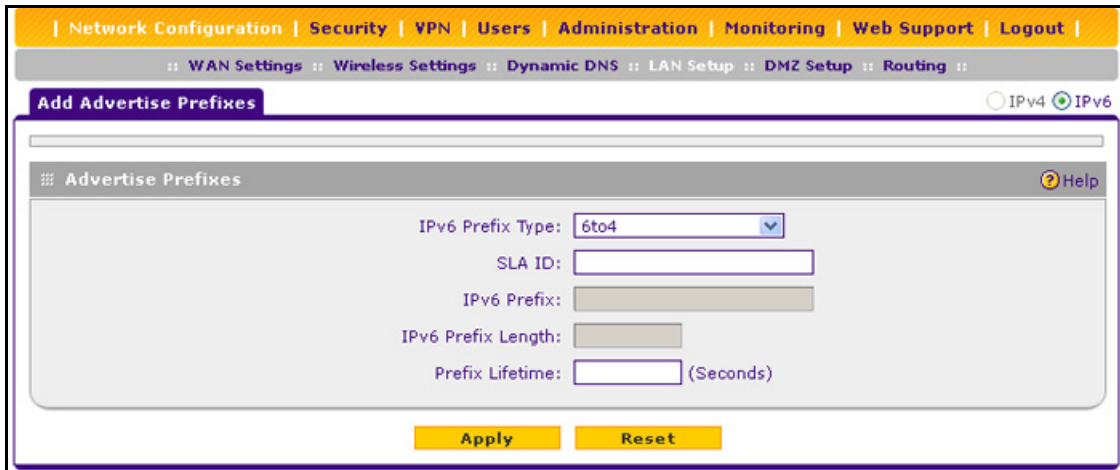 | Network Configuration | Security | VPN | Users | Administration | Monitoring | Web Support | Logout |
:: WAN Settings :: Wireless Settings :: Dynamic DNS :: LAN Setup :: DMZ Setup :: Routing ::
Add Advertise Prefixes IPv4 IPv6
Advertise Prefixes ? Help
IPv6 Prefix Type: 6to4
SLA ID:
IPv6 Prefix:
IPv6 Prefix Length:
Prefix Lifetime: (Seconds)
Apply Reset